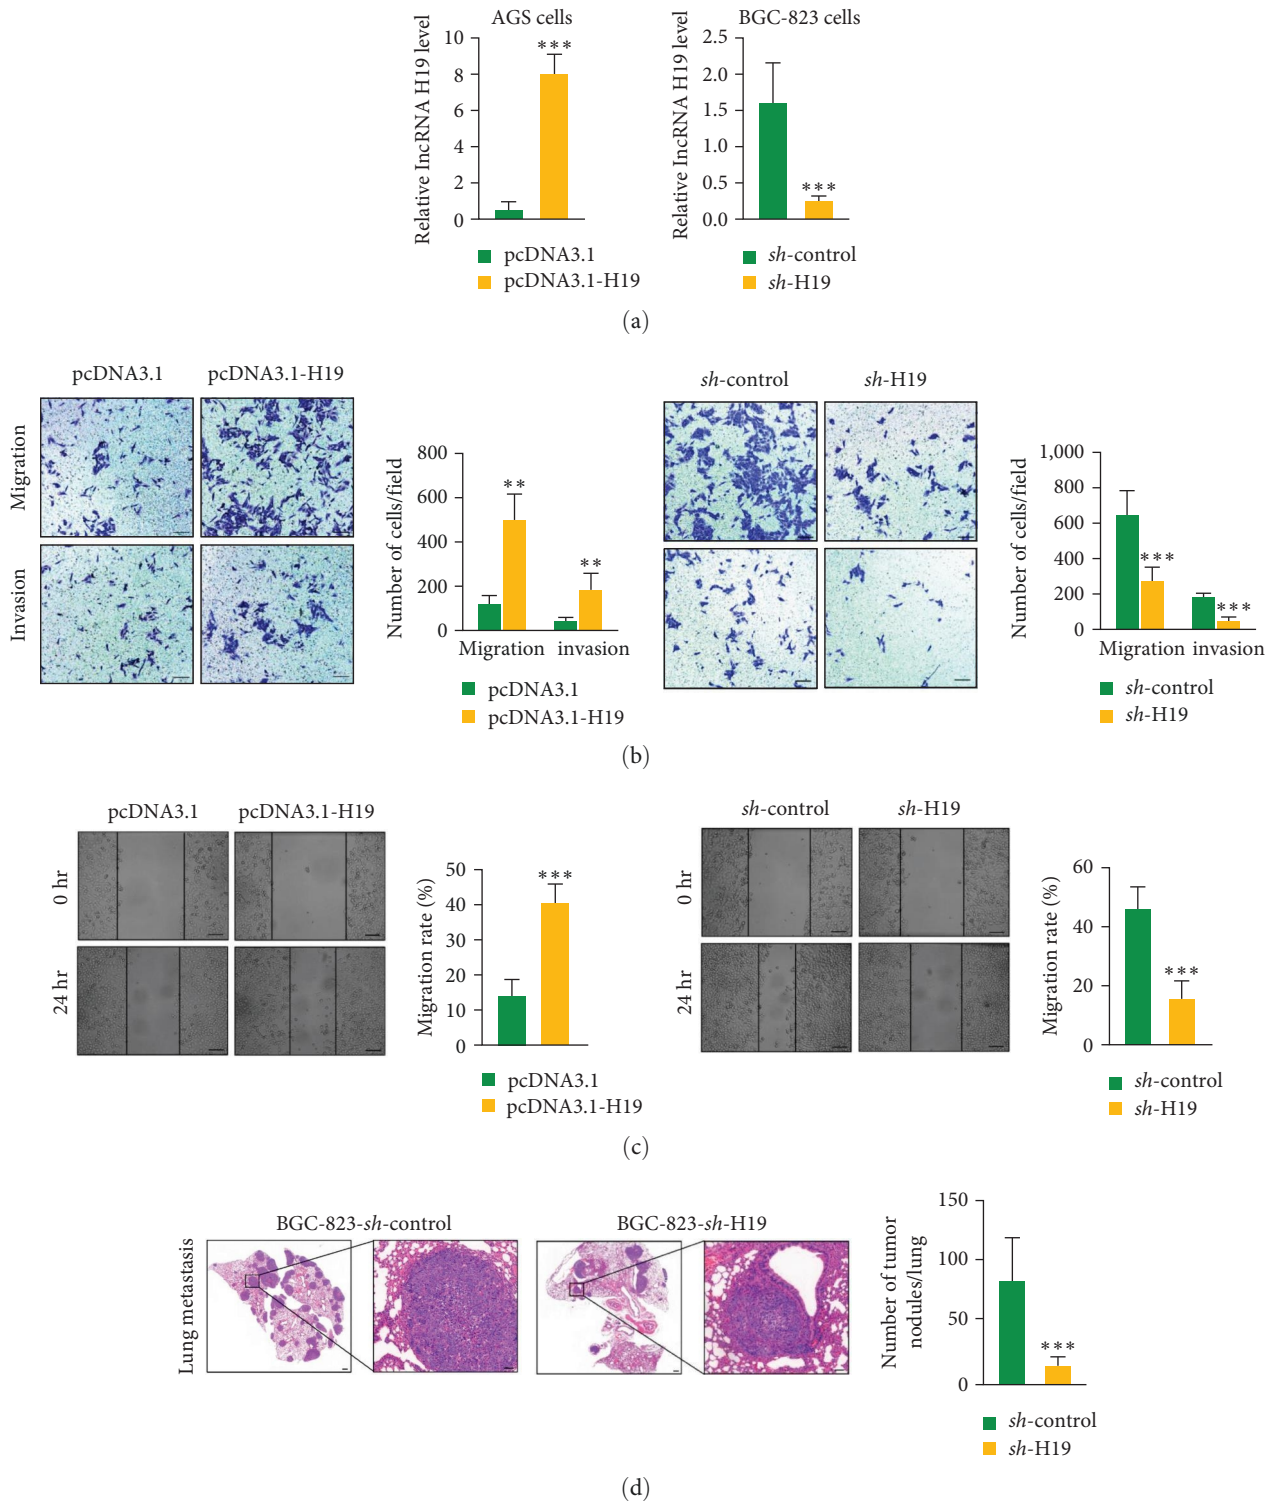 AGS cells
BGC-823 cells
Relative lncRNA H19 level
10
8
6
4
2
0
***
pcDNA3.1
pcDNA3.1-H19
Relative lncRNA H19 level
2.5
2.0
1.5
1.0
0.5
0.0
***
sh-control
sh-H19
(a)
pcDNA3.1
pcDNA3.1-H19
Migration
Invasion
Number of cells/field
800
600
400
200
0
**
**
Migration
invasion
pcDNA3.1
pcDNA3.1-H19
sh-control
sh-H19
Number of cells/field
1,000
800
600
400
200
0
***
***
Migration
invasion
sh-control
sh-H19
(b)
pcDNA3.1
pcDNA3.1-H19
0 hr
24 hr
Migration rate (%)
50
40
30
20
10
0
***
pcDNA3.1
pcDNA3.1-H19
sh-control
sh-H19
0 hr
24 hr
Migration rate (%)
60
40
20
0
***
sh-control
sh-H19
(c)
BGC-823-sh-control
BGC-823-sh-H19
Lung metastasis
Number of tumor
nodules/lung
150
100
50
0
***
sh-control
sh-H19
(d)